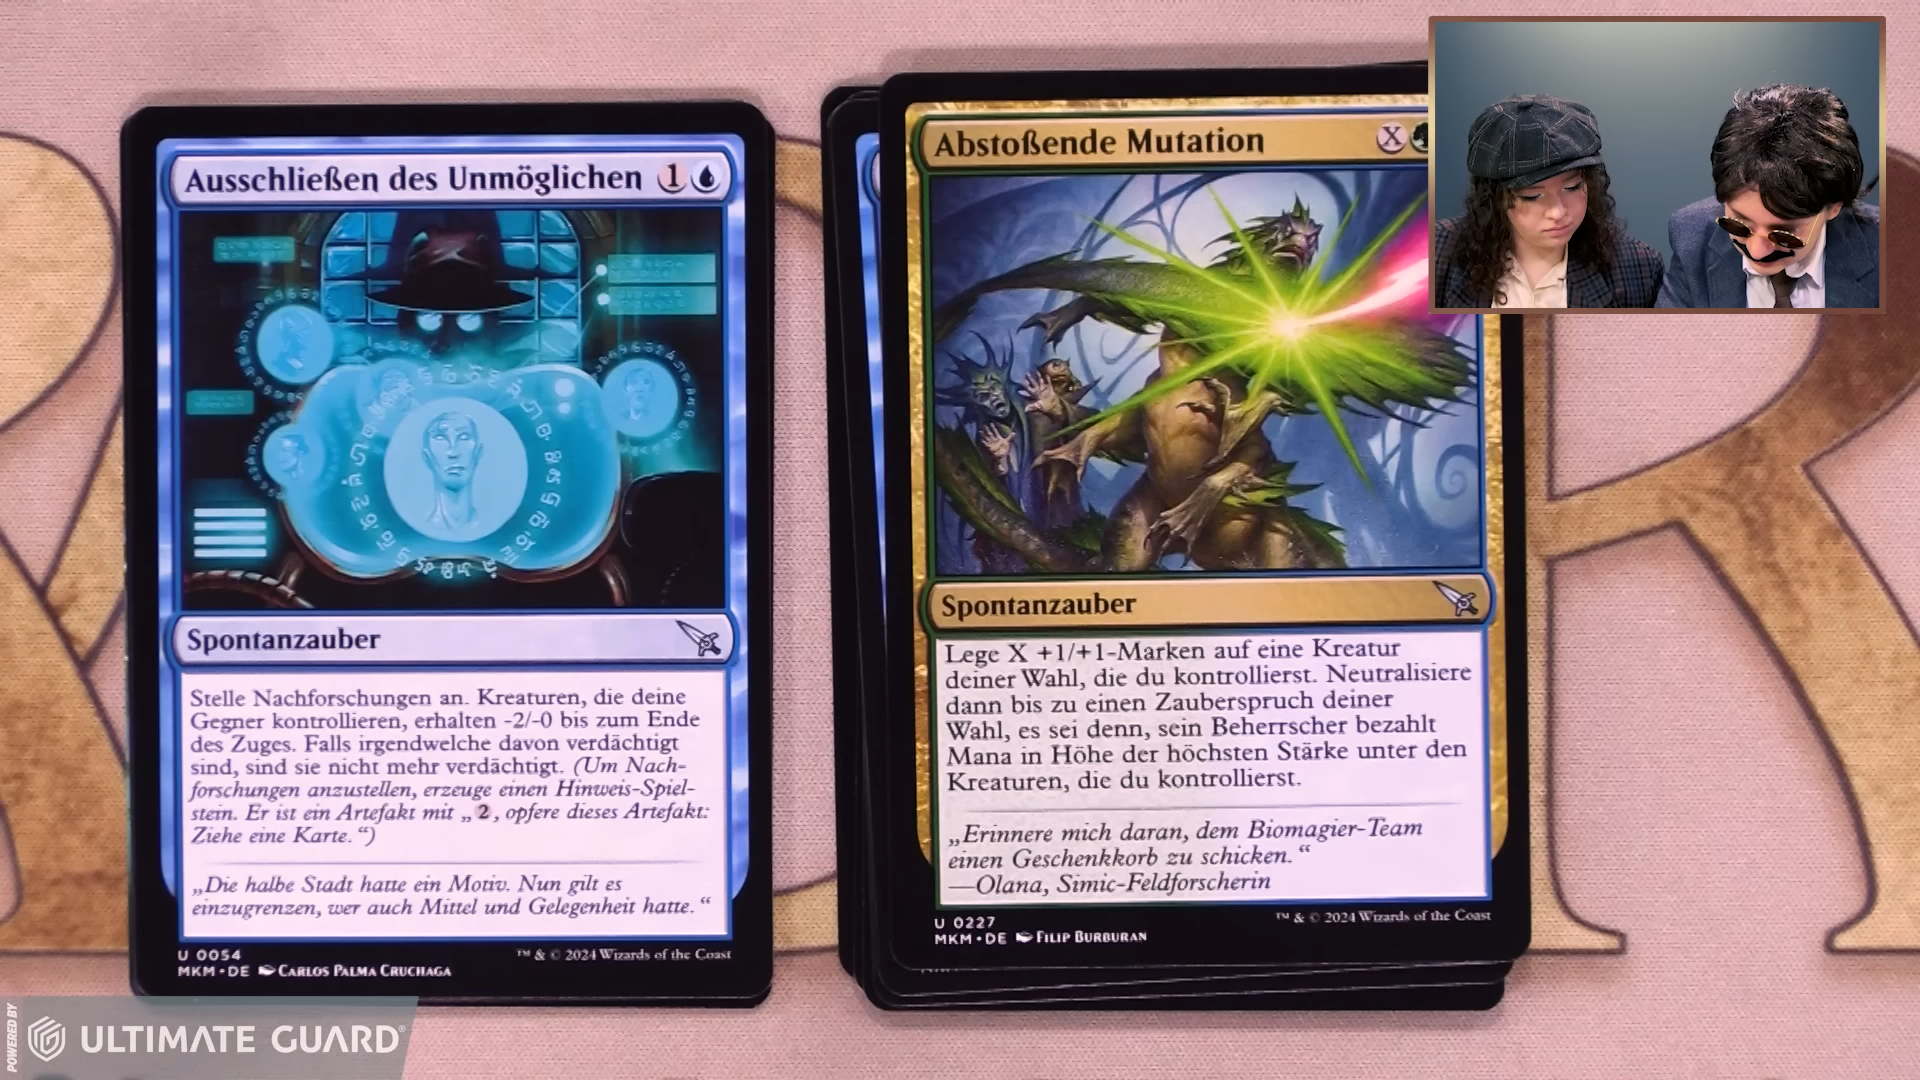 Ausschließen des Unmöglichen 1
Spontanzauber
Stelle Nachforschungen an. Kreaturen, die deine
Gegner kontrollieren, erhalten -2/-0 bis zum Ende
des Zuges. Falls irgendwelche davon verdächtigt
sind, sind sie nicht mehr verdächtigt. (Um Nach-
forschungen anzustellen, erzeuge einen Hinweis-Spiel-
stein. Er ist ein Artefakt mit „2, opfere dieses Artefakt:
Ziehe eine Karte.“)
„Die halbe Stadt hatte ein Motiv. Nun gilt es
einzugrenzen, wer auch Mittel und Gelegenheit hatte.“
U 0054
MKM • DE CARLOS PALMA CRUCHAGA
™ & © 2024 Wizards of the Coast
Abstoßende Mutation X
Spontanzauber
Lege X +1/+1-Marken auf eine Kreatur
deiner Wahl, die du kontrollierst. Neutralisiere
dann bis zu einen Zauberspruch deiner
Wahl, es sei denn, sein Beherrscher bezahlt
Mana in Höhe der höchsten Stärke unter den
Kreaturen, die du kontrollierst.
„Erinnere mich daran, dem Biomagier-Team
einen Geschenkkorb zu schicken.“
—Olana, Simic-Feldforscherin
U 0227
MKM • DE FILIP BURBURAN
™ & © 2024 Wizards of the Coast
POWERED BY
ULTIMATE GUARD®